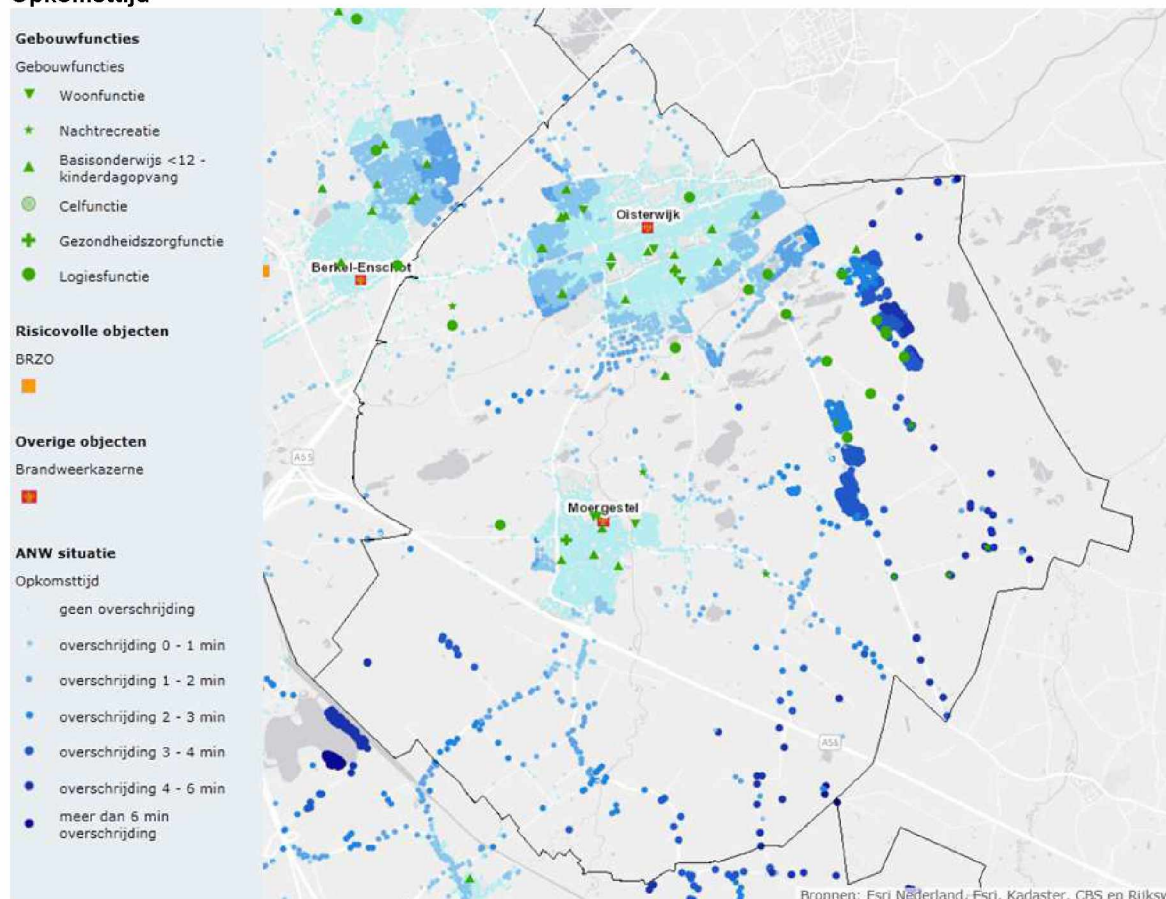 Opkomsttijd
Gebouwfuncties
Gebouwfuncties
Woonfunctie
Nachtrecreatie
Basisonderwijs <12 -
kinderdagopvang
Celfunctie
Gezondheidszorgfunctie
Logiesfunctie
Risicovolle objecten
BRZO
Overige objecten
Brandweerkazerne
ANW situatie
Opkomsttijd
geen overschrijding
overschrijding 0 - 1 min
overschrijding 1 - 2 min
overschrijding 2 - 3 min
overschrijding 3 - 4 min
overschrijding 4 - 6 min
meer dan 6 min
overschrijding
Oisterwijk
Berkel-Enschot
A65
Moergestel
A58
Bronnen: Esri Nederland, Esri, Kadaster, CBS en Rijksw